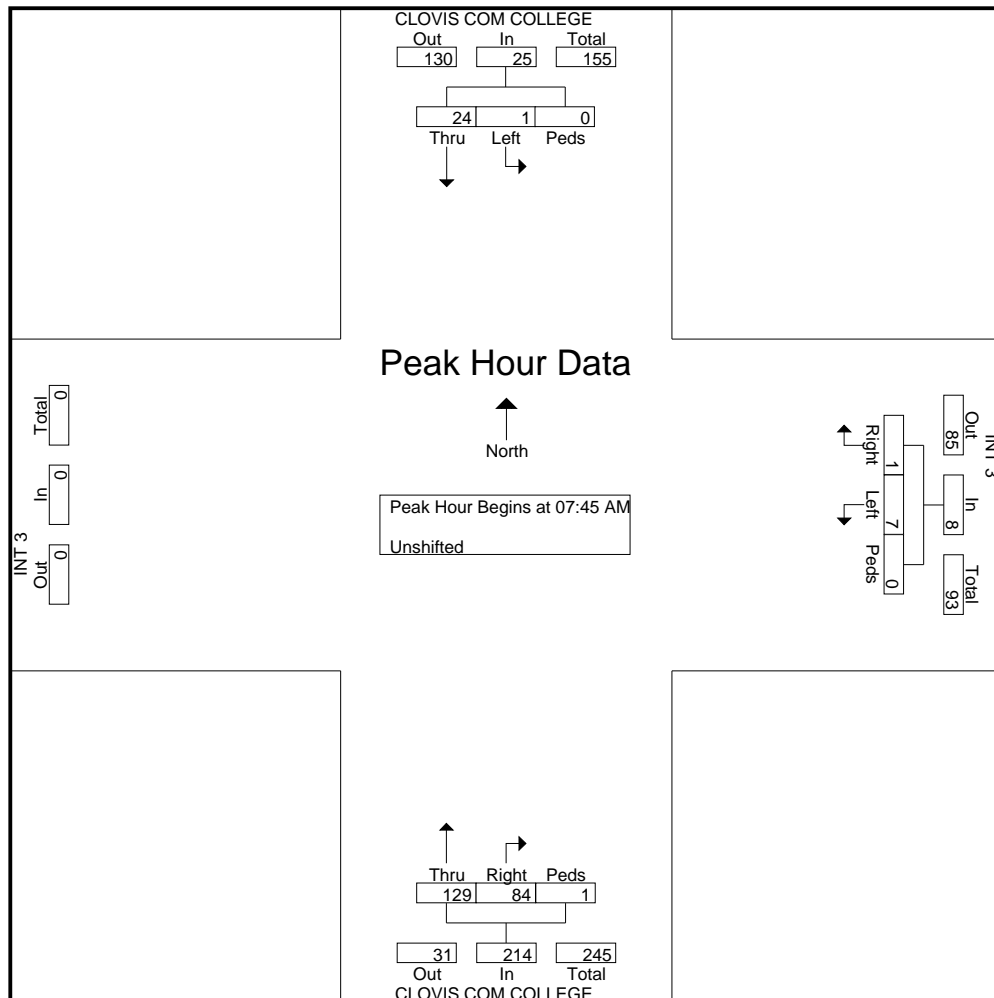 CLOVIS COM COLLEGE
Out In Total
130 25 155
24 1 0
Thru Left Peds
Peak Hour Data
North
Peak Hour Begins at 07:45 AM
Unshifted
INT 3
Out In Total
0 0 0
INT 3
Out In Total
85 8 93
Right Left Peds
1 7 0
Thru Right Peds
129 84 1
31 214 245
Out In Total
CLOVIS COM COLLEGE